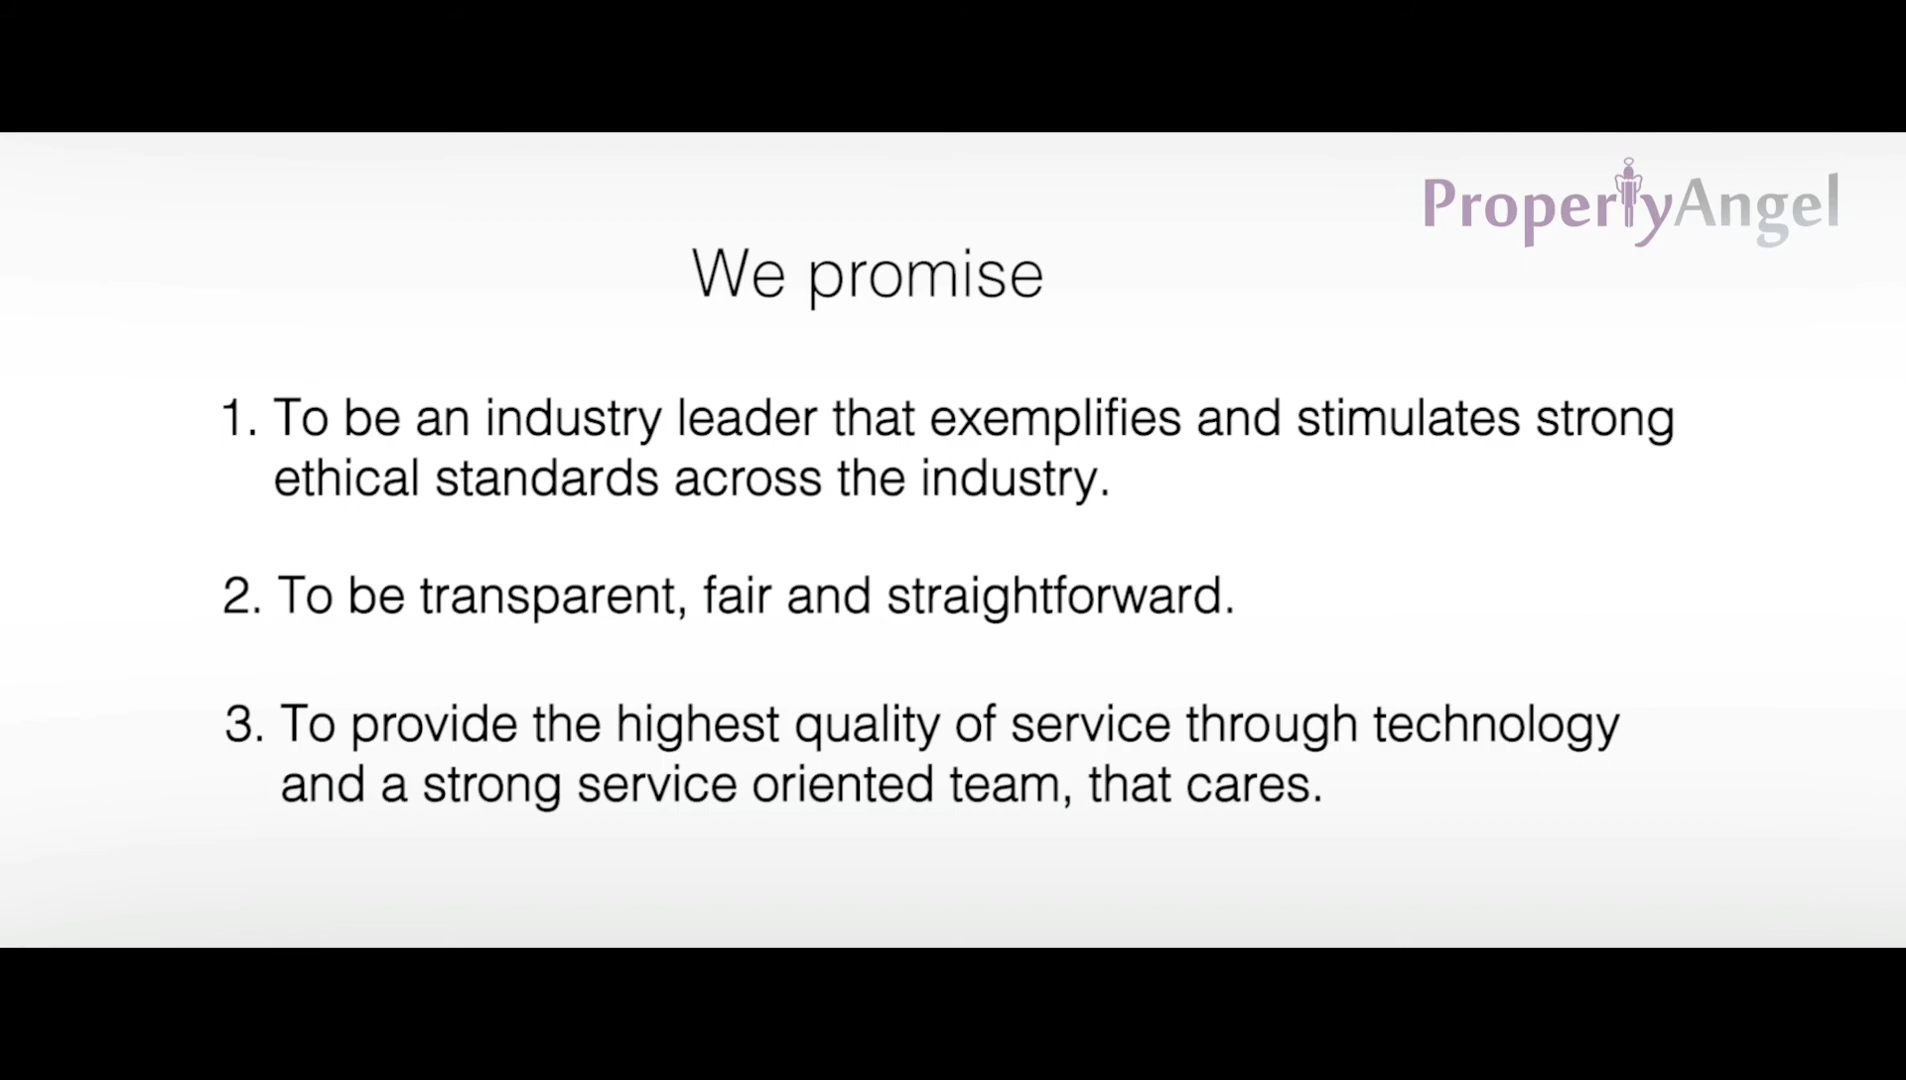 PropertyAngel
We promise
1. To be an industry leader that exemplifies and stimulates strong
ethical standards across the industry.
2. To be transparent, fair and straightforward.
3. To provide the highest quality of service through technology
and a strong service oriented team, that cares.